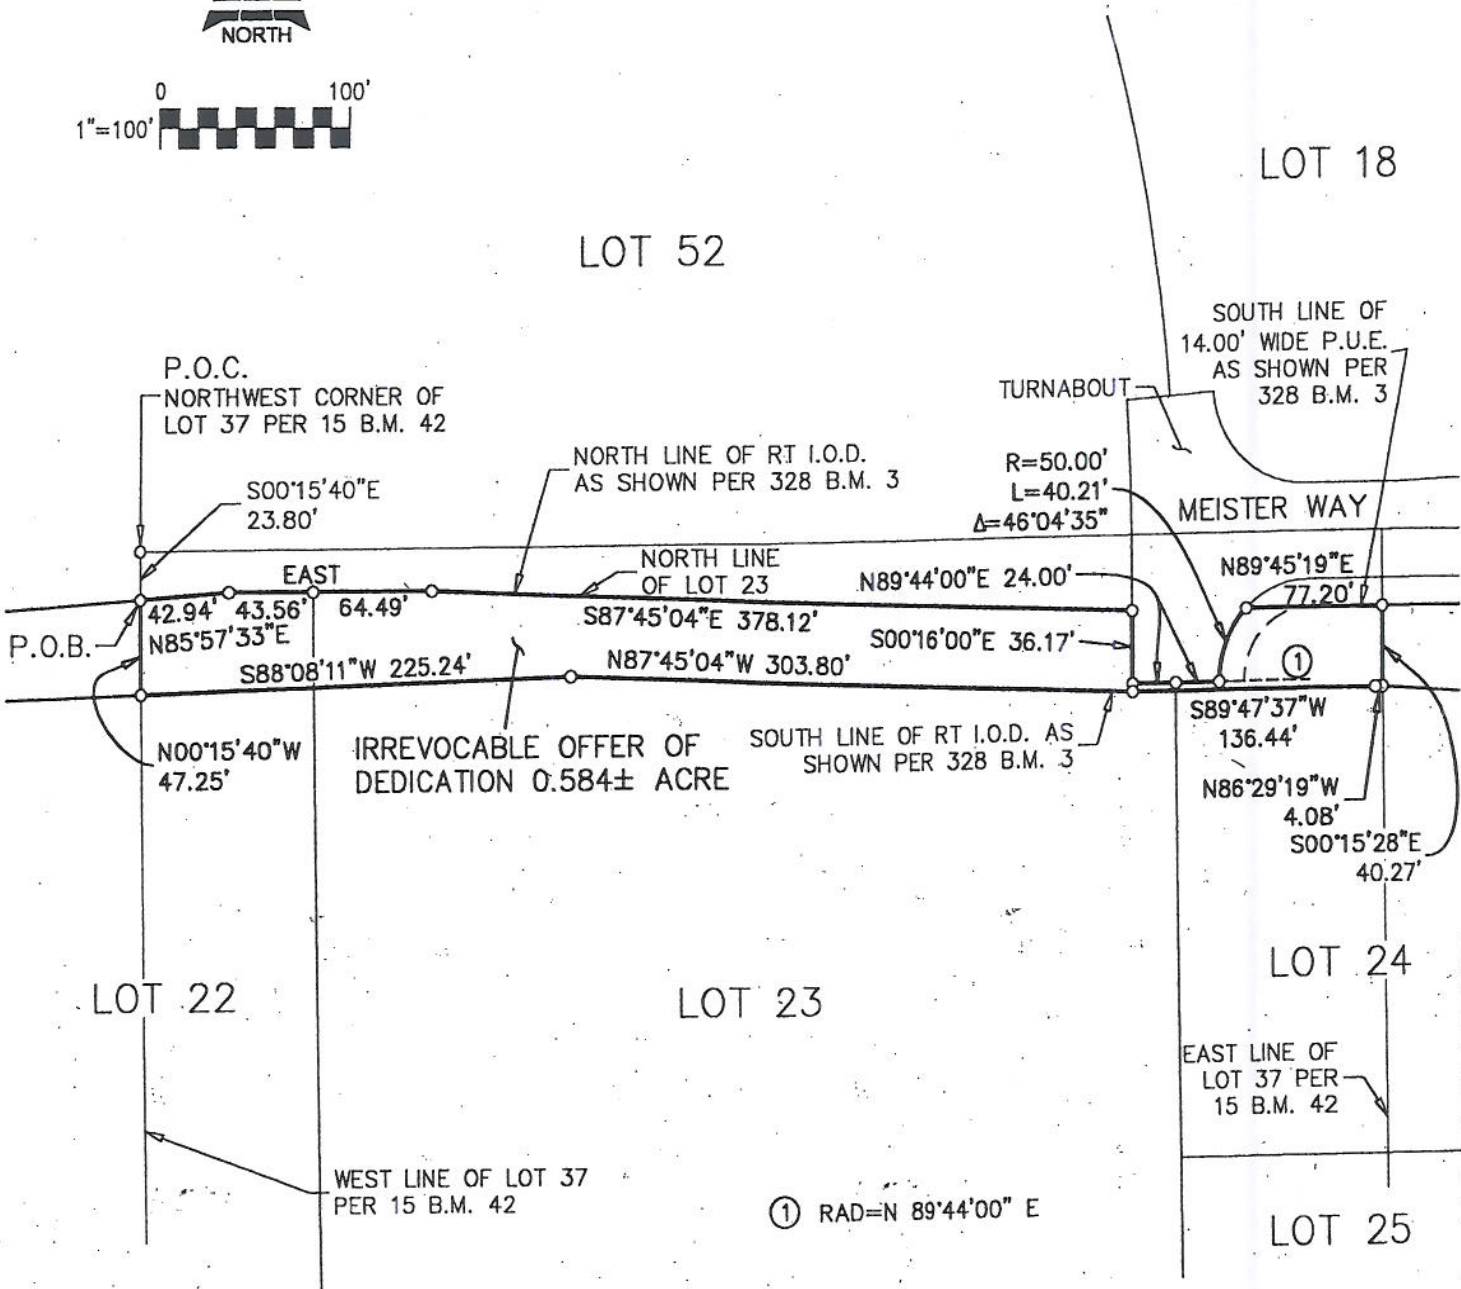 NORTH
0 100'
1"=100'
LOT 18
LOT 52
SOUTH LINE OF
14.00' WIDE P.U.E.
AS SHOWN PER
328 B.M. 3
P.O.C.
NORTHWEST CORNER OF
LOT 37 PER 15 B.M. 42
TURNABOUT
NORTH LINE OF RT I.O.D.
AS SHOWN PER 328 B.M. 3
R=50.00'
L=40.21'
Δ=46°04'35"
S00°15'40"E
23.80'
MEISTER WAY
NORTH LINE
OF LOT 23
EAST
N89°44'00"E 24.00'
N89°45'19"E
77.20'
42.94' 43.56' 64.49'
S87°45'04"E 378.12'
P.O.B.
N85°57'33"E
S00°16'00"E 36.17'
S88°08'11"W 225.24'
N87°45'04"W 303.80'
1
S89°47'37"W
136.44'
N00°15'40"W
47.25'
IRREVOCABLE OFFER OF
DEDICATION 0.584± ACRE
SOUTH LINE OF RT I.O.D. AS
SHOWN PER 328 B.M. 3
N86°29'19"W
4.08'
S00°15'28"E
40.27'
LOT 22
LOT 23
LOT 24
EAST LINE OF
LOT 37 PER
15 B.M. 42
WEST LINE OF LOT 37
PER 15 B.M. 42
1 RAD=N 89°44'00" E
LOT 25